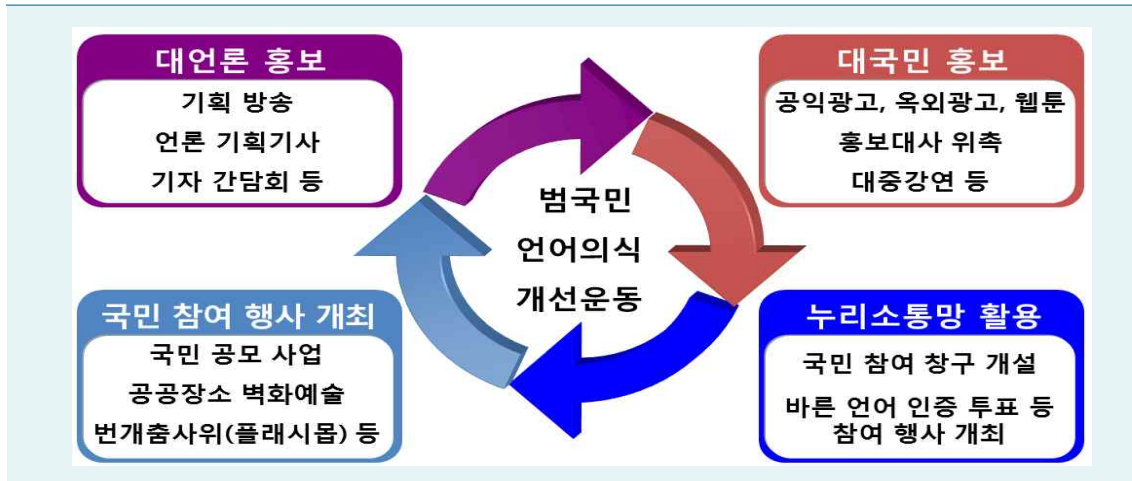 대언론 홍보
기획 방송
언론 기획기사
기자 간담회 등
대국민 홍보
공익광고, 옥외광고, 웹툰
홍보대사 위촉
대중강연 등
범국민
언어의식
개선운동
국민 참여 행사 개최
국민 공모 사업
공공장소 벽화예술
번개춤사위(플래시몹) 등
누리소통망 활용
국민 참여 창구 개설
바른 언어 인증 투표 등
참여 행사 개최